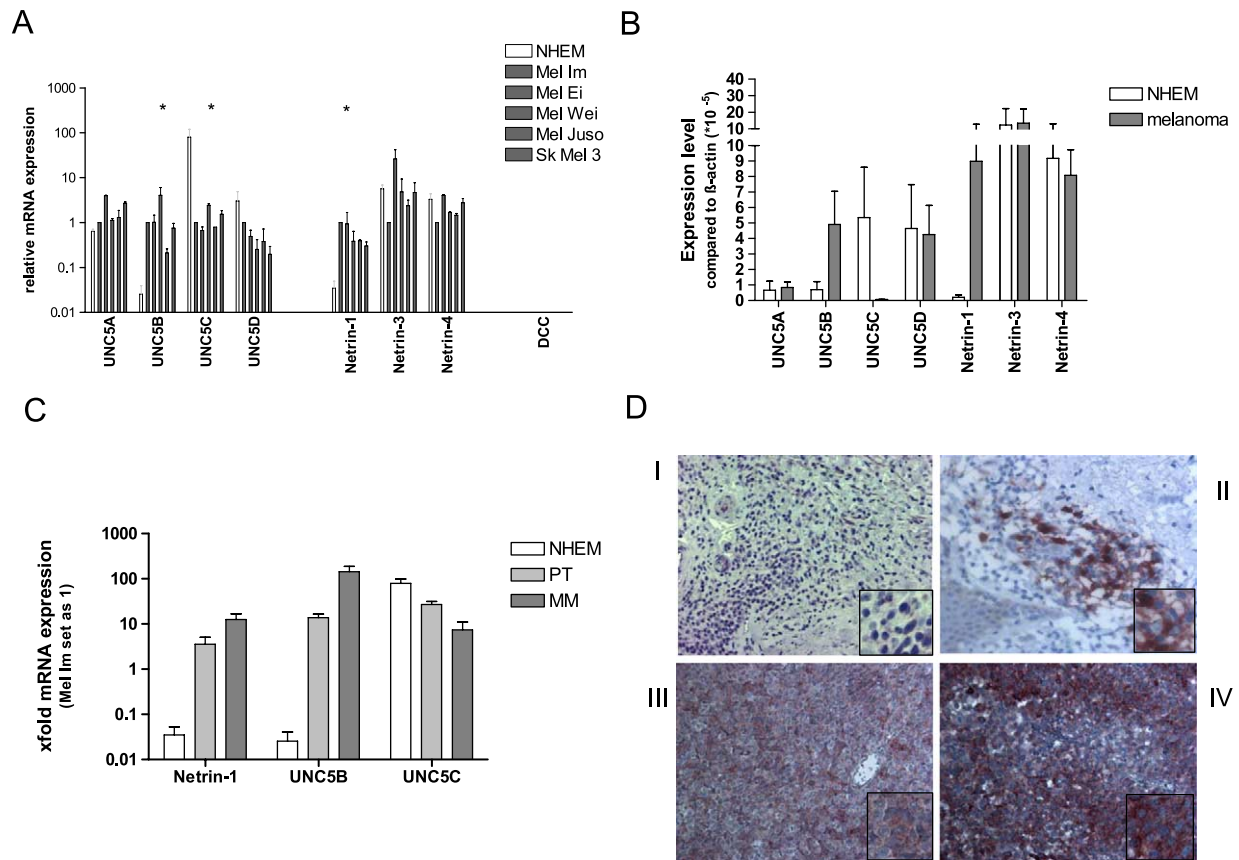 A
NHEM
Mel Im
Mel Ei
Mel Wei
Mel Juso
Sk Mel 3
relative mRNA expression
1000
100
10
1
0.1
0.01
*
*
*
UNC5A
UNC5B
UNC5C
UNC5D
Netrin-1
Netrin-3
Netrin-4
DCC
B
NHEM
melanoma
Expression level
compared to ß-actin (*10 -5)
40
30
20
10
10
9
8
7
6
5
4
3
2
1
0
UNC5A
UNC5B
UNC5C
UNC5D
Netrin-1
Netrin-3
Netrin-4
C
NHEM
PT
MM
xfold mRNA expression
(Mel Im set as 1)
1000
100
10
1
0.1
0.01
Netrin-1
UNC5B
UNC5C
D
I
II
III
IV